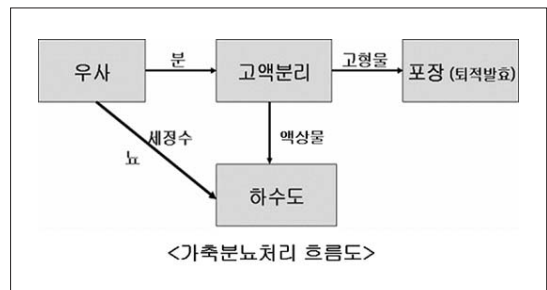 우사
분
고액분리
고형물
포장 (퇴적발효)
세정수
뇨
액상물
하수도
<가축분뇨처리 흐름도>